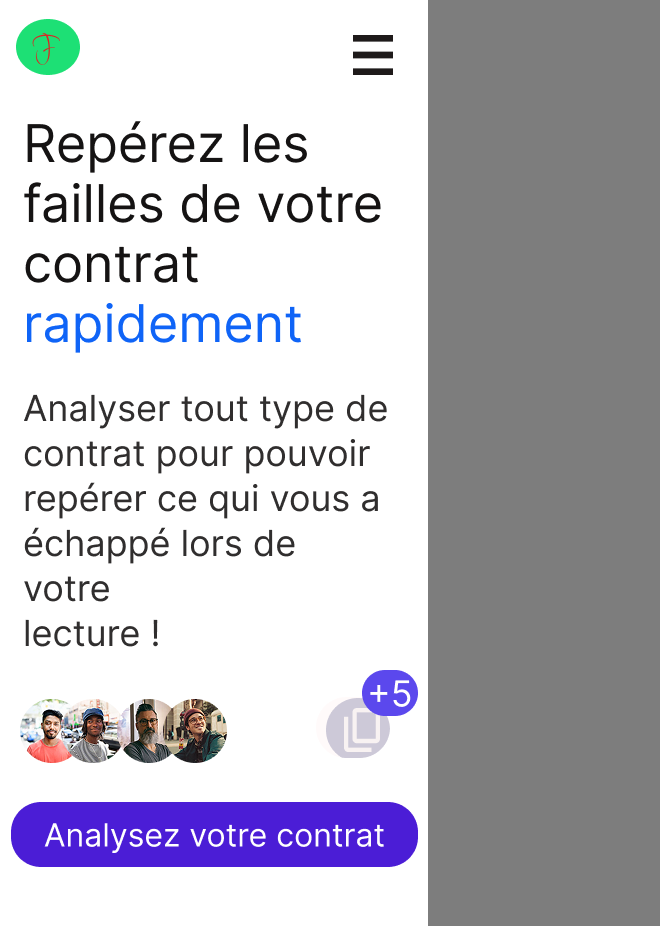 F
Repérez les
failles de votre
contrat
rapidement
Analyser tout type de
contrat pour pouvoir
repérer ce qui vous a
échappé lors de
votre
lecture !
+5
Analysez votre contrat